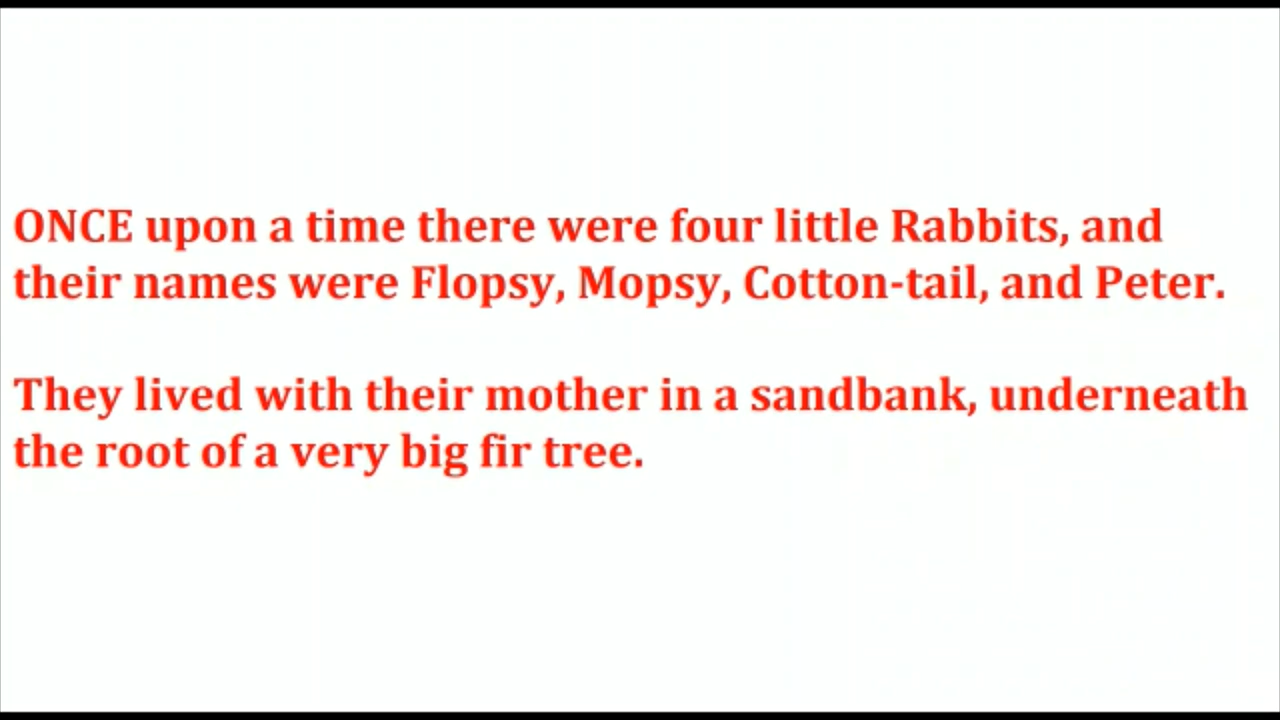 ONCE upon a time there were four little Rabbits, and
their names were Flopsy, Mopsy, Cotton-tail, and Peter.
They lived with their mother in a sandbank, underneath
the root of a very big fir tree.